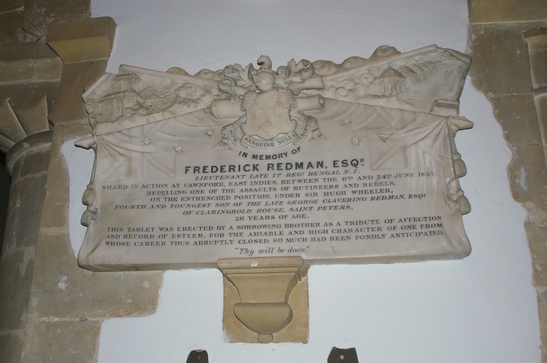 IN MEMORY OF
FREDERICK REDMAN, ESQR.
LIEUTENANT LATE 1ST REGT BENGAL N. I.
KILLED IN ACTION AT CAWNPORE, EAST INDIES, BETWEEN THE 6TH AND 24TH JUNE 1857,
REPELLING ONE OF THE ASSAULTS OF MUTINEERS AND REBELS,
ON THE ENTRENCHED POSITION, UNDER SIR HUGH WHEELER,
FOURTH AND YOUNGEST SON OF THE LATE GEORGE CLAVERING REDMAN, ESQR
OF CLARINGBOLD HOUSE, SAINT PETERS,
26 YEARS OF AGE.
THIS TABLET WAS ERECTED BY A SORROWING BROTHER AS A TRIBUTE OF AFFECTION
AND RECORD OF ESTEEM, FOR THE AMIABLE AND HIGH CHARACTER OF ONE FROM
WHOSE CAREER THUS ABRUPTLY CLOSED, SO MUCH HAD BEEN FONDLY ANTICIPATED.
"Thy will be done".